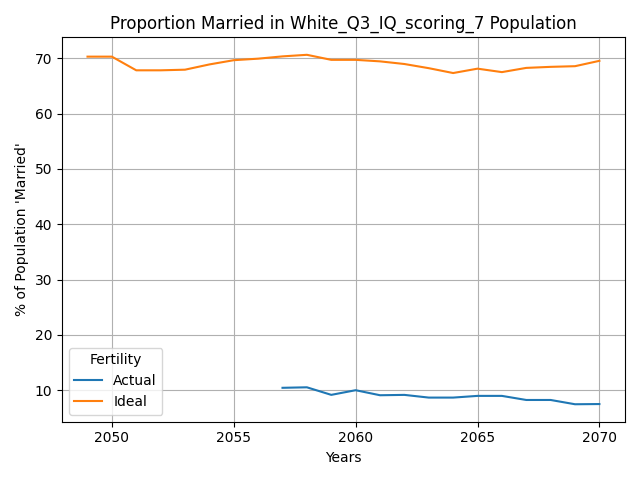 Proportion Married in White_Q3_IQ_scoring_7 Population
% of Population 'Married'
70
60
50
40
30
20
10
Fertility
Actual
Ideal
2050 2055 2060 2065 2070
Years